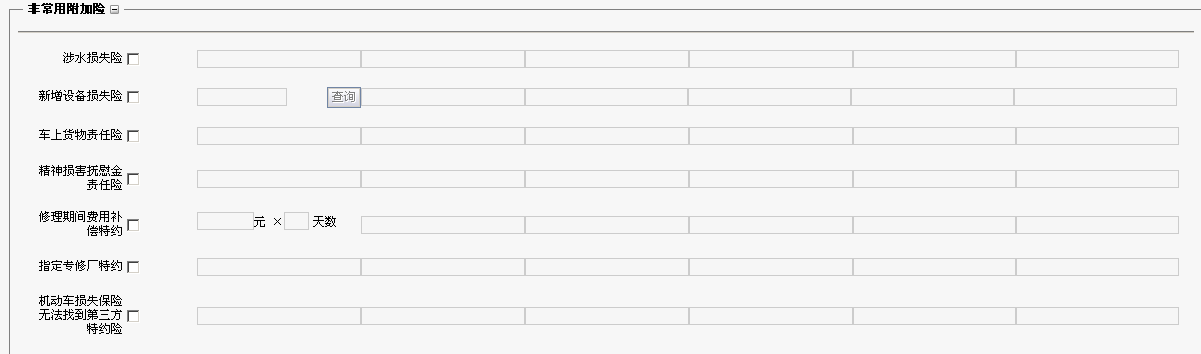 非常用附加险
涉水损失险
新增设备损失险
查询
车上货物责任险
精神损害抚慰金
责任险
修理期间费用补
偿特约
元 × 天数
指定专修厂特约
机动车损失保险
无法找到第三方
特约险